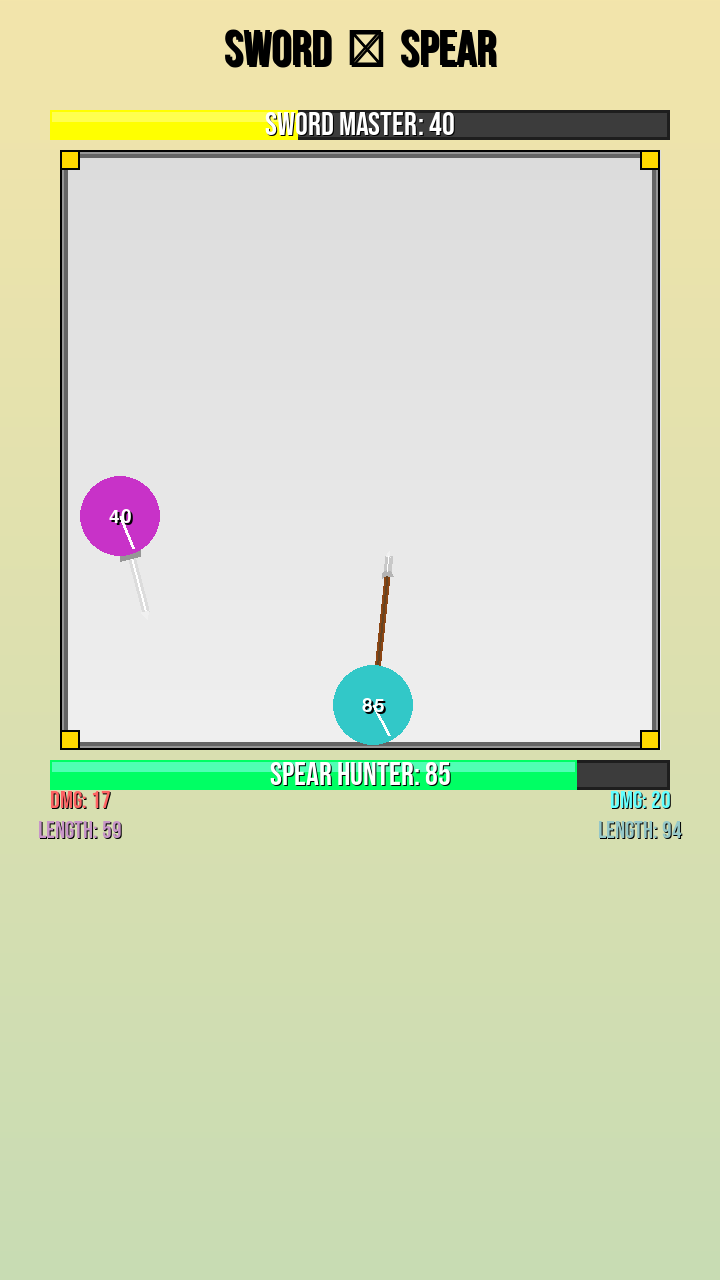 SWORD ☒ SPEAR
SWORD MASTER: 40
40
85
SPEAR HUNTER: 85
DMG: 17
DMG: 20
LENGTH: 59
LENGTH: 94